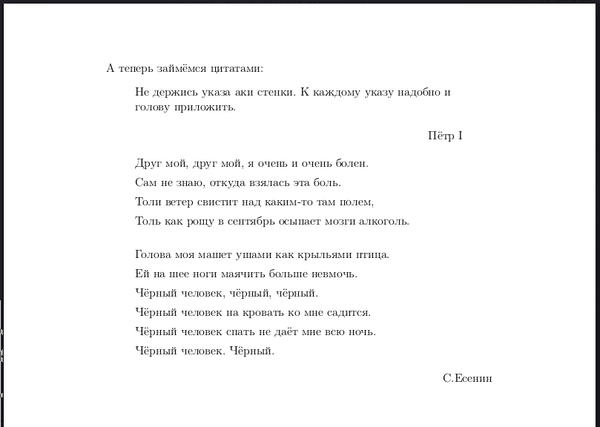 А теперь займёмся цитатами:
Не держись указа аки стенки. К каждому указу надобно и
голову приложить.
Пётр I
Друг мой, друг мой, я очень и очень болен.
Сам не знаю, откуда взялась эта боль.
Толи ветер свистит над каким-то там полем,
Толь как рощу в сентябрь осыпает мозги алкоголь.
Голова моя машет ушами как крыльями птица.
Ей на шее ноги маячить больше невмочь.
Чёрный человек, чёрный, чёрный.
Чёрный человек на кровать ко мне садится.
Чёрный человек спать не даёт мне всю ночь.
Чёрный человек. Чёрный.
С.Есенин